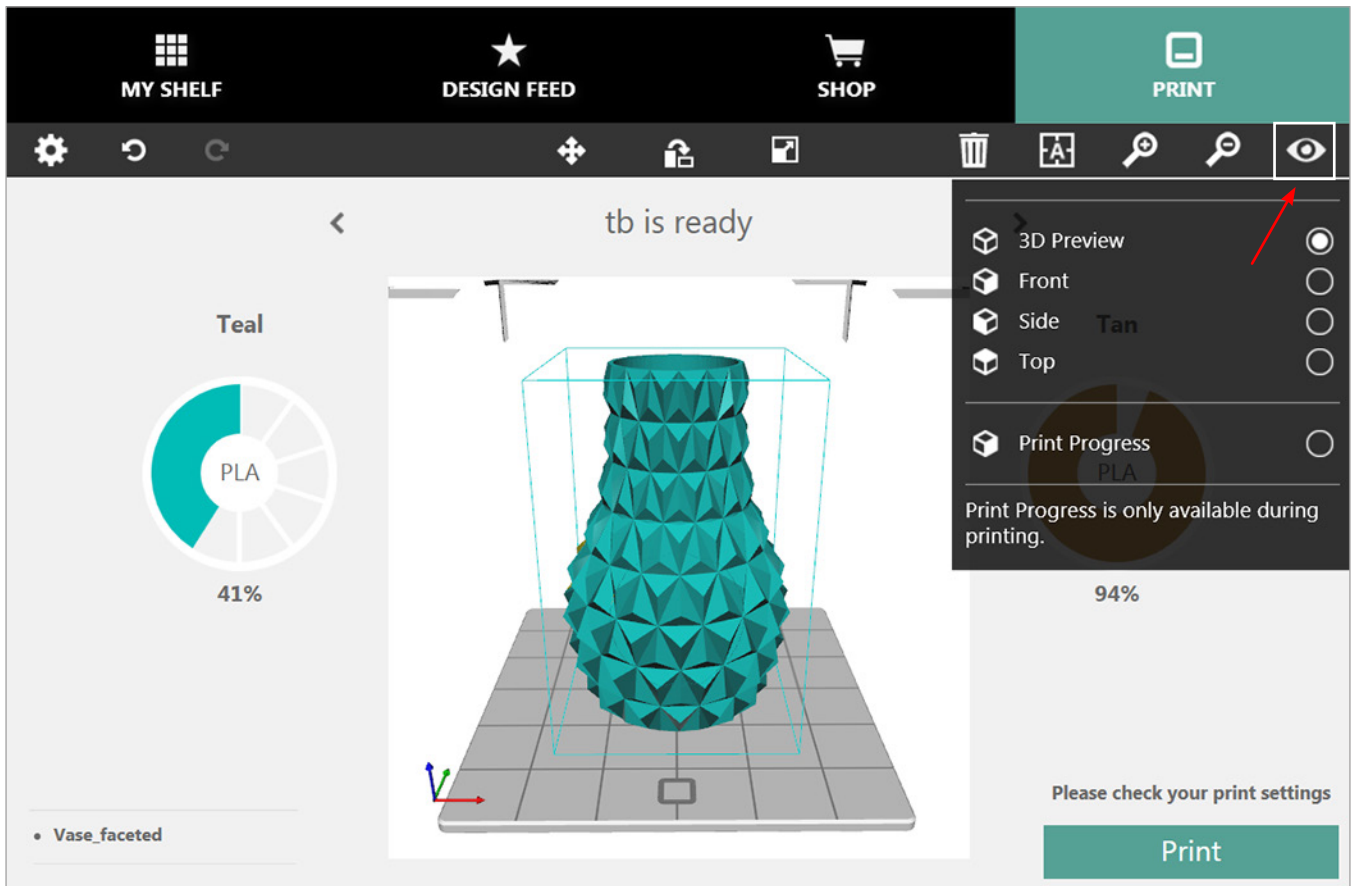 MY SHELF
DESIGN FEED
SHOP
PRINT
A
tb is ready
3D Preview
Front
Side
Top
Print Progress
Print Progress is only available during
printing.
Teal
PLA
41%
Tan
PLA
94%
Vase_faceted
Please check your print settings
Print